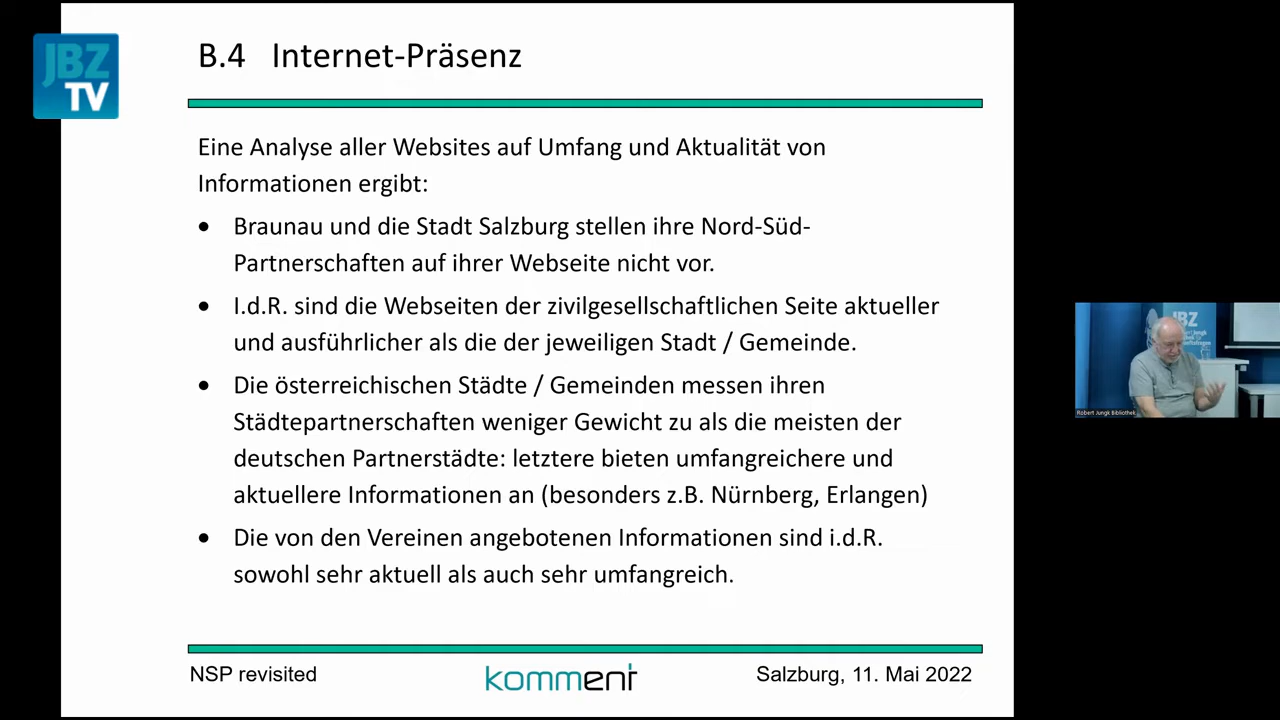 JBZ
TV
B.4 Internet-Präsenz
Eine Analyse aller Websites auf Umfang und Aktualität von
Informationen ergibt:
• Braunau und die Stadt Salzburg stellen ihre Nord-Süd-
Partnerschaften auf ihrer Webseite nicht vor.
• I.d.R. sind die Webseiten der zivilgesellschaftlichen Seite aktueller
und ausführlicher als die der jeweiligen Stadt / Gemeinde.
• Die österreichischen Städte / Gemeinden messen ihren
Städtepartnerschaften weniger Gewicht zu als die meisten der
deutschen Partnerstädte: letztere bieten umfangreichere und
aktuellere Informationen an (besonders z.B. Nürnberg, Erlangen)
• Die von den Vereinen angebotenen Informationen sind i.d.R.
sowohl sehr aktuell als auch sehr umfangreich.
NSP revisited
komment
Salzburg, 11. Mai 2022
JBZ
Robert Jungk Bibliothek